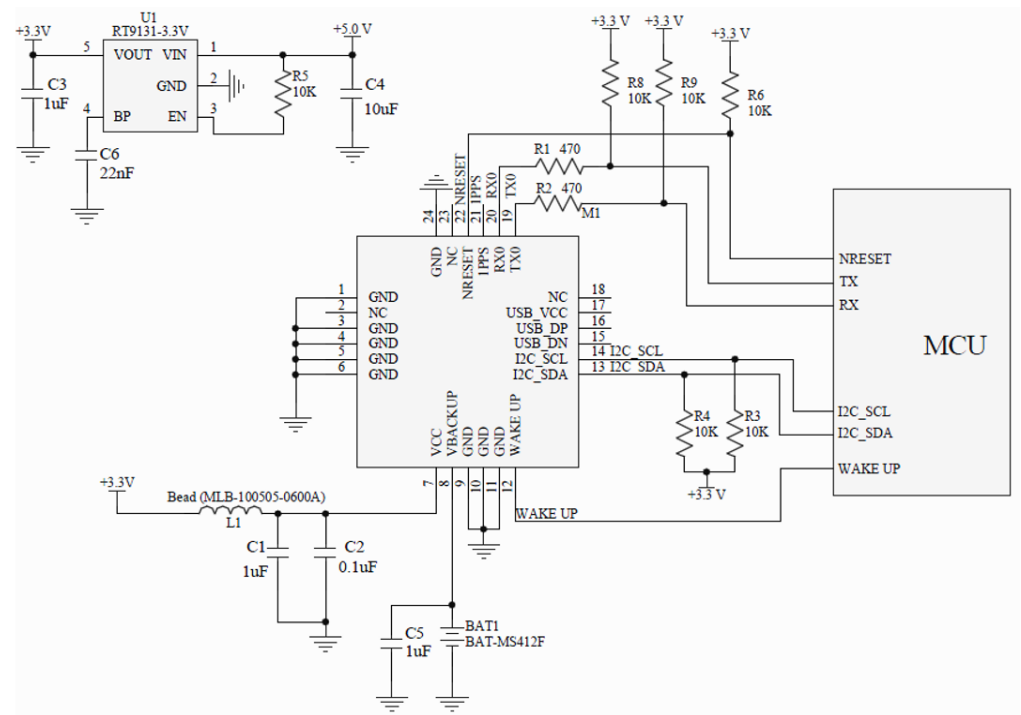 U1
RT9131-3.3V
+3.3V
5
VOUT VIN
1
+5.0 V
GND
2
4
BP
EN
3
C3
1uF
R5
10K
C4
10uF
C6
22nF
+3.3 V
+3.3 V
+3.3 V
R8
10K
R9
10K
R6
10K
R1 470
R2 470
M1
24
23
22
NRESET
21
1PPS
20
RX0
19
TX0
GND
NC
NRESET
1PPS
RX0
TX0
1
GND
2
NC
3
GND
4
GND
5
GND
6
GND
NC
18
USB_VCC
17
USB_DP
16
USB_DN
15
I2C_SCL
14 I2C_SCL
I2C_SDA
13 I2C_SDA
VCC
VBACKUP
GND
GND
GND
WAKE UP
7
8
9
10
11
12
WAKE UP
NRESET
TX
RX
MCU
I2C_SCL
I2C_SDA
WAKE UP
R4
10K
R3
10K
+3.3 V
+3.3V
Bead (MLB-100505-0600A)
L1
C1
1uF
C2
0.1uF
C5
1uF
BAT1
BAT-MS412F